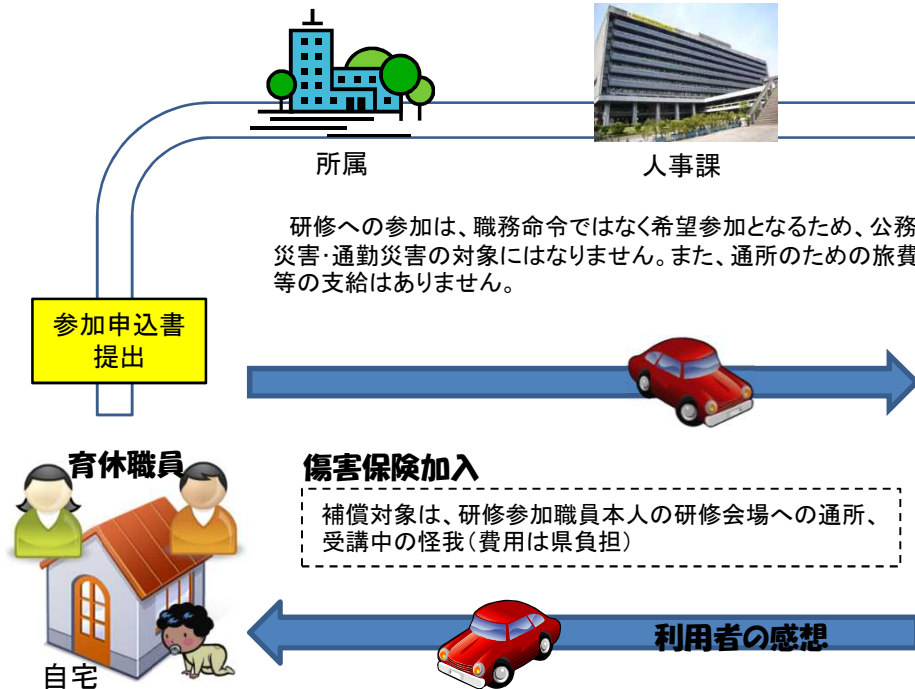 所属
人事課
研修への参加は、職務命令ではなく希望参加となるため、公務
災害・通勤災害の対象にはなりません。また、通所のための旅費
等の支給はありません。
参加申込書
提出
育休職員
傷害保険加入
補償対象は、研修参加職員本人の研修会場への通所、
受講中の怪我(費用は県負担)
利用者の感想
自宅